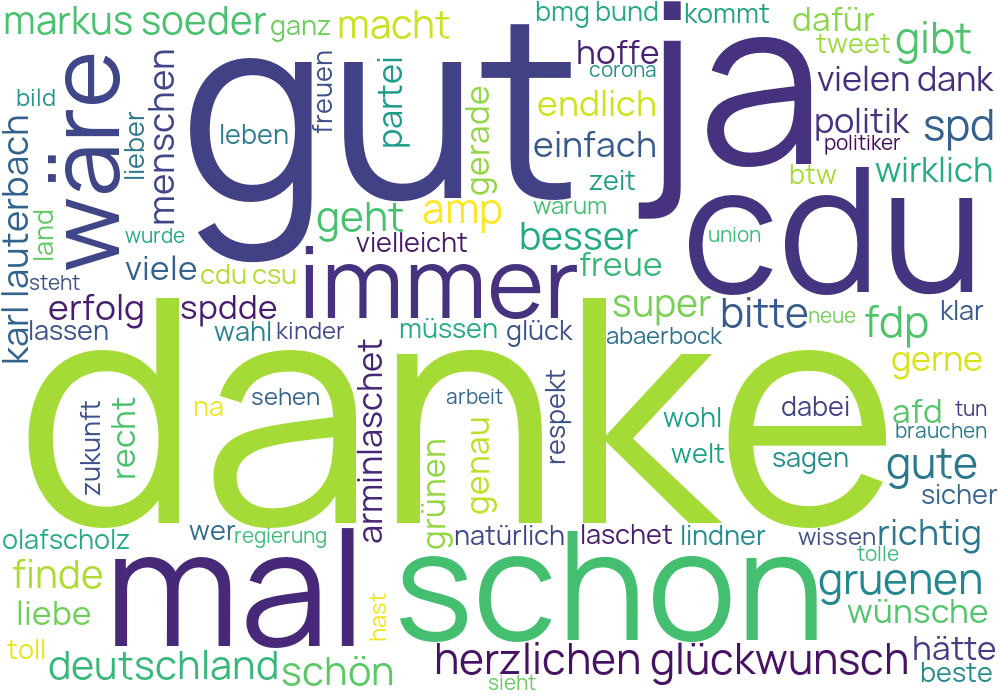 markus soeder
ganz
macht
bmg bund
kommt
dafür
tweet
gibt
hoffe
corona
vielen dank
bild
wäre
menschen
lieber
gut
leben
freuen
partei
gerade
endlich
einfach
ja
politik
politiker
spd
wirklich
btw
zeit
warum
karl lauterbach
land
wurde
geht
amp
vielleicht
besser
cdu
union
steht
viele
cdu csu
immer
freue
erfolg
spdde
super
bitte
neue
fdp
klar
lassen
wahl
kinder
müssen
glück
abaerbock
gerne
danke
zukunft
recht
na
sehen
arminlaschet
grünen
arbeit
genau
respekt
wohl
welt
dabei
sagen
afd
tun
brauchen
gute
sicher
olafscholz
wer
regierung
natürlich
laschet
lindner
wissen
richtig
finde
mal
schon
tolle
gruenen
liebe
hast
wünsche
toll
deutschland
schön
herzlichen glückwunsch
sieht
hätte
beste